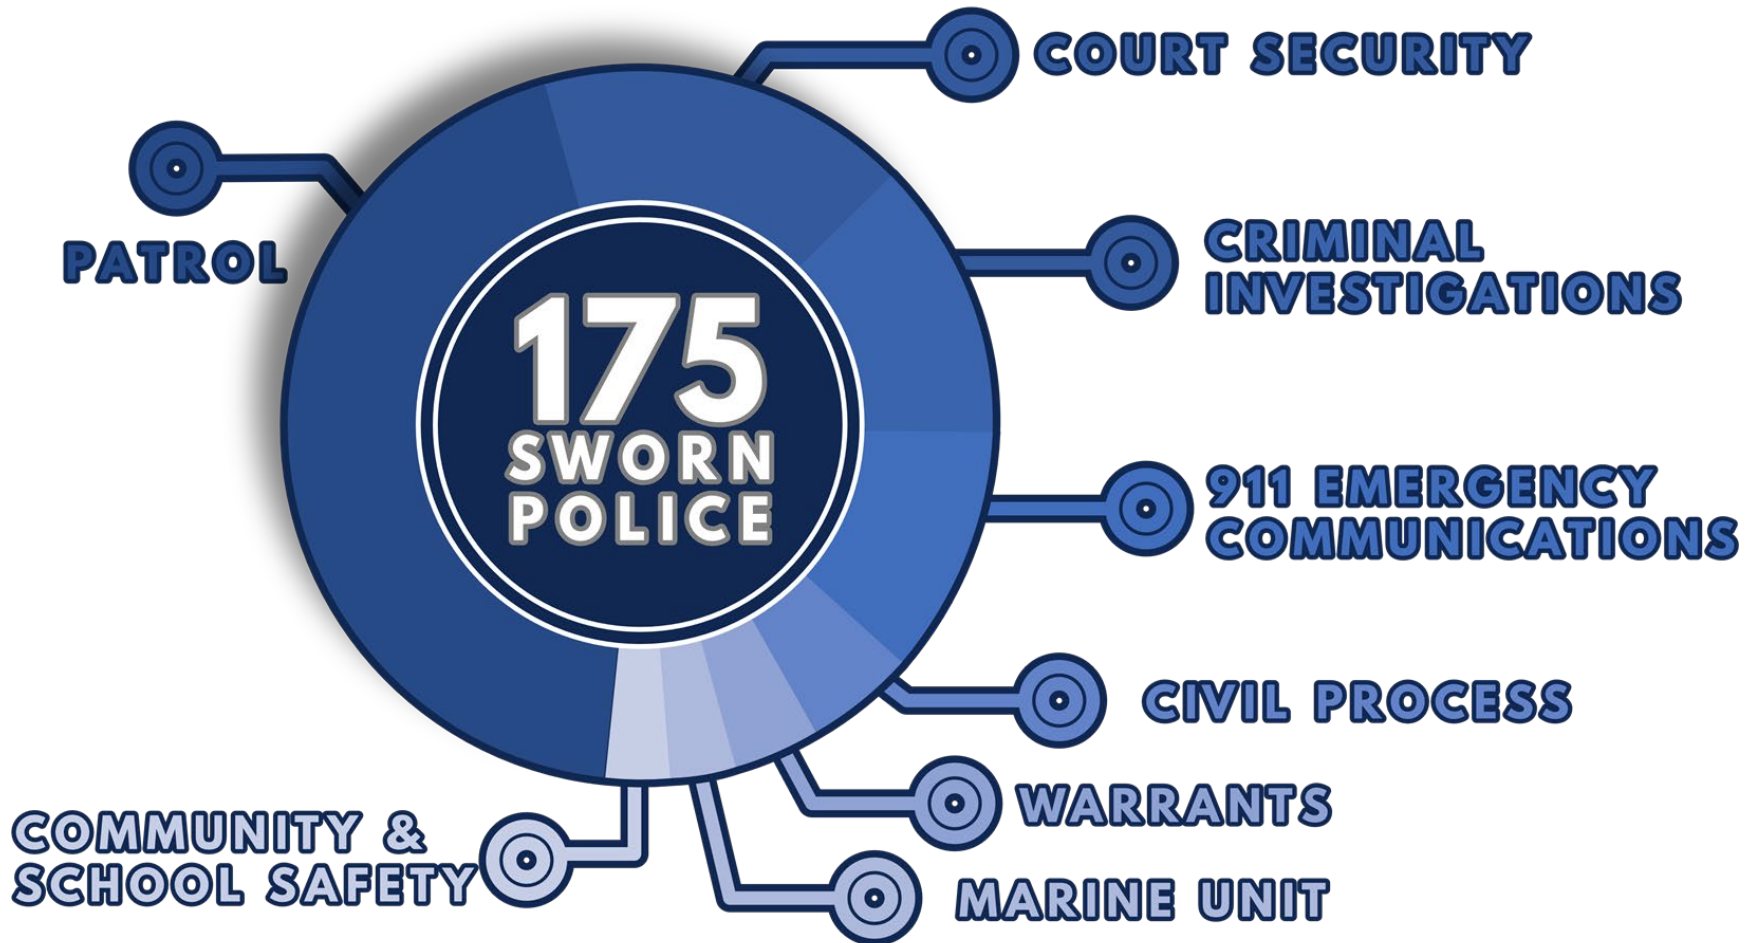 COURT SECURITY
PATROL
CRIMINAL
INVESTIGATIONS
175
SWORN
POLICE
911 EMERGENCY
COMMUNICATIONS
CIVIL PROCESS
WARRANTS
COMMUNITY &
SCHOOL SAFETY
MARINE UNIT